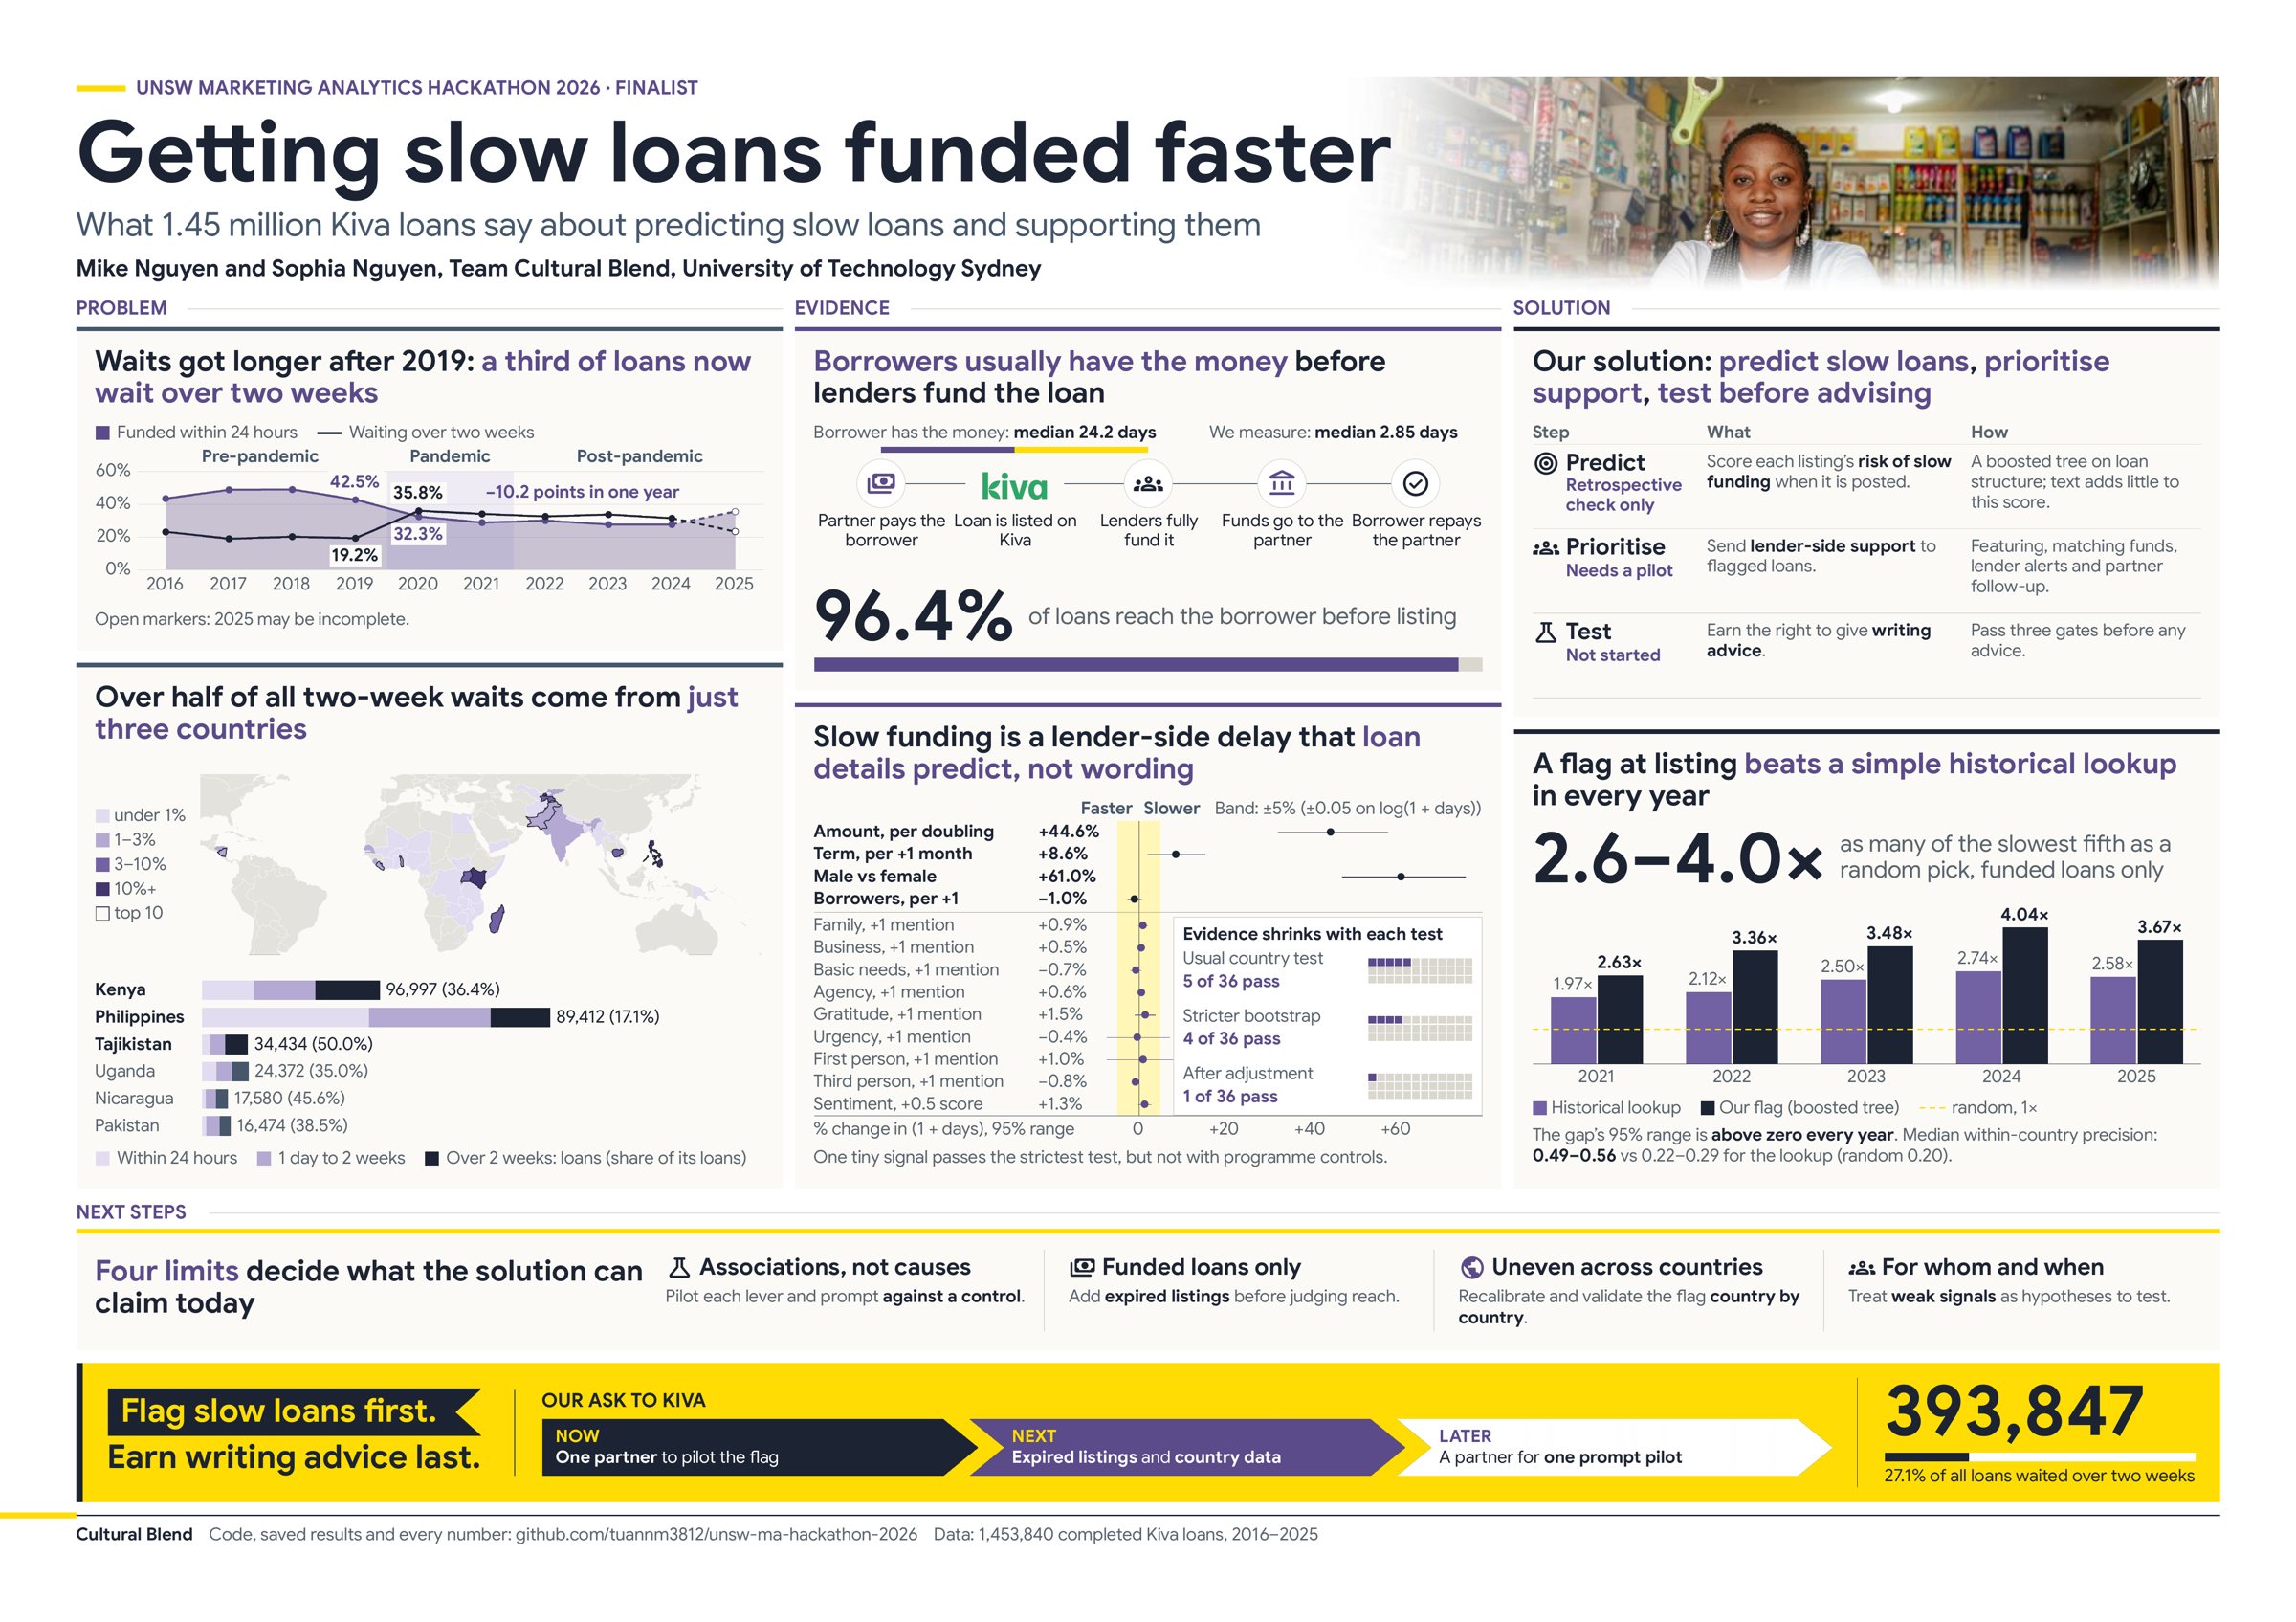 UNSW MARKETING ANALYTICS HACKATHON 2026 · FINALIST
Getting slow loans funded faster
What 1.45 million Kiva loans say about predicting slow loans and supporting them
Mike Nguyen and Sophia Nguyen, Team Cultural Blend, University of Technology Sydney
PROBLEM
Waits got longer after 2019: a third of loans now
wait over two weeks
Funded within 24 hours
Waiting over two weeks
Pre-pandemic
Pandemic
Post-pandemic
60%
40%
20%
0%
42.5%
35.8%
−10.2 points in one year
32.3%
19.2%
2016 2017 2018 2019 2020 2021 2022 2023 2024 2025
Open markers: 2025 may be incomplete.
Over half of all two-week waits come from just
three countries
under 1%
1–3%
3–10%
10%+
top 10
Kenya 96,997 (36.4%)
Philippines 89,412 (17.1%)
Tajikistan 34,434 (50.0%)
Uganda 24,372 (35.0%)
Nicaragua 17,580 (45.6%)
Pakistan 16,474 (38.5%)
Within 24 hours 1 day to 2 weeks Over 2 weeks: loans (share of its loans)
EVIDENCE
Borrowers usually have the money before
lenders fund the loan
Borrower has the money: median 24.2 days
We measure: median 2.85 days
kiva
Partner pays the
borrower
Loan is listed on
Kiva
Lenders fully
fund it
Funds go to the
partner
Borrower repays
the partner
96.4% of loans reach the borrower before listing
Slow funding is a lender-side delay that loan
details predict, not wording
Faster Slower Band: ±5% (±0.05 on log(1 + days))
Amount, per doubling +44.6%
Term, per +1 month +8.6%
Male vs female +61.0%
Borrowers, per +1 −1.0%
Family, +1 mention +0.9%
Business, +1 mention +0.5%
Basic needs, +1 mention −0.7%
Agency, +1 mention +0.6%
Gratitude, +1 mention +1.5%
Urgency, +1 mention −0.4%
First person, +1 mention +1.0%
Third person, +1 mention −0.8%
Sentiment, +0.5 score +1.3%
% change in (1 + days), 95% range 0 +20 +40 +60
Evidence shrinks with each test
Usual country test
5 of 36 pass
Stricter bootstrap
4 of 36 pass
After adjustment
1 of 36 pass
One tiny signal passes the strictest test, but not with programme controls.
SOLUTION
Our solution: predict slow loans, prioritise
support, test before advising
Step What How
Predict
Retrospective
check only
Score each listing's risk of slow
funding when it is posted.
A boosted tree on loan
structure; text adds little to
this score.
Prioritise
Needs a pilot
Send lender-side support to
flagged loans.
Featuring, matching funds,
lender alerts and partner
follow-up.
Test
Not started
Earn the right to give writing
advice.
Pass three gates before any
advice.
A flag at listing beats a simple historical lookup
in every year
2.6–4.0×
as many of the slowest fifth as a
random pick, funded loans only
1.97× 2.63×
2.12× 3.36×
2.50× 3.48×
2.74× 4.04×
2.58× 3.67×
2021 2022 2023 2024 2025
Historical lookup Our flag (boosted tree) random, 1×
The gap's 95% range is above zero every year. Median within-country precision:
0.49–0.56 vs 0.22–0.29 for the lookup (random 0.20).
NEXT STEPS
Four limits decide what the solution can
claim today
Associations, not causes
Pilot each lever and prompt against a control.
Funded loans only
Add expired listings before judging reach.
Uneven across countries
Recalibrate and validate the flag country by
country.
For whom and when
Treat weak signals as hypotheses to test.
Flag slow loans first.
Earn writing advice last.
OUR ASK TO KIVA
NOW
One partner to pilot the flag
NEXT
Expired listings and country data
LATER
A partner for one prompt pilot
393,847
27.1% of all loans waited over two weeks
Cultural Blend Code, saved results and every number: github.com/tuannm3812/unsw-ma-hackathon-2026 Data: 1,453,840 completed Kiva loans, 2016–2025